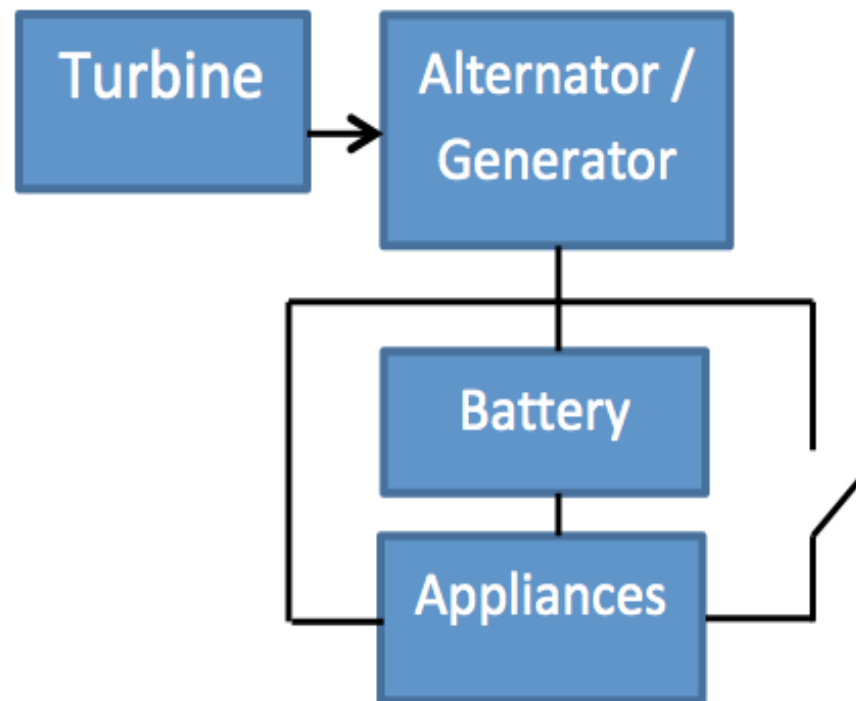 Turbine
Alternator /
Generator
Battery
Appliances